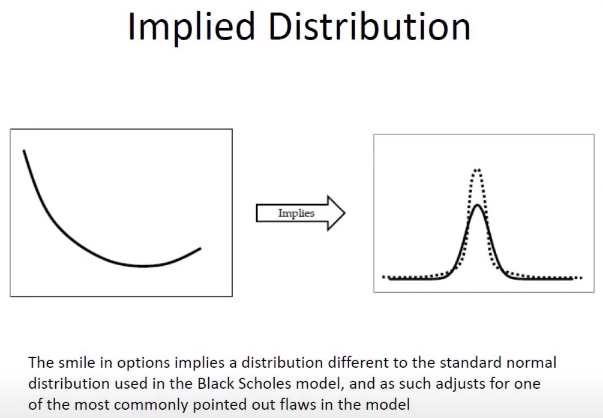 Implied Distribution
Implies
The smile in options implies a distribution different to the standard normal
distribution used in the Black Scholes model, and as such adjusts for one
of the most commonly pointed out flaws in the model